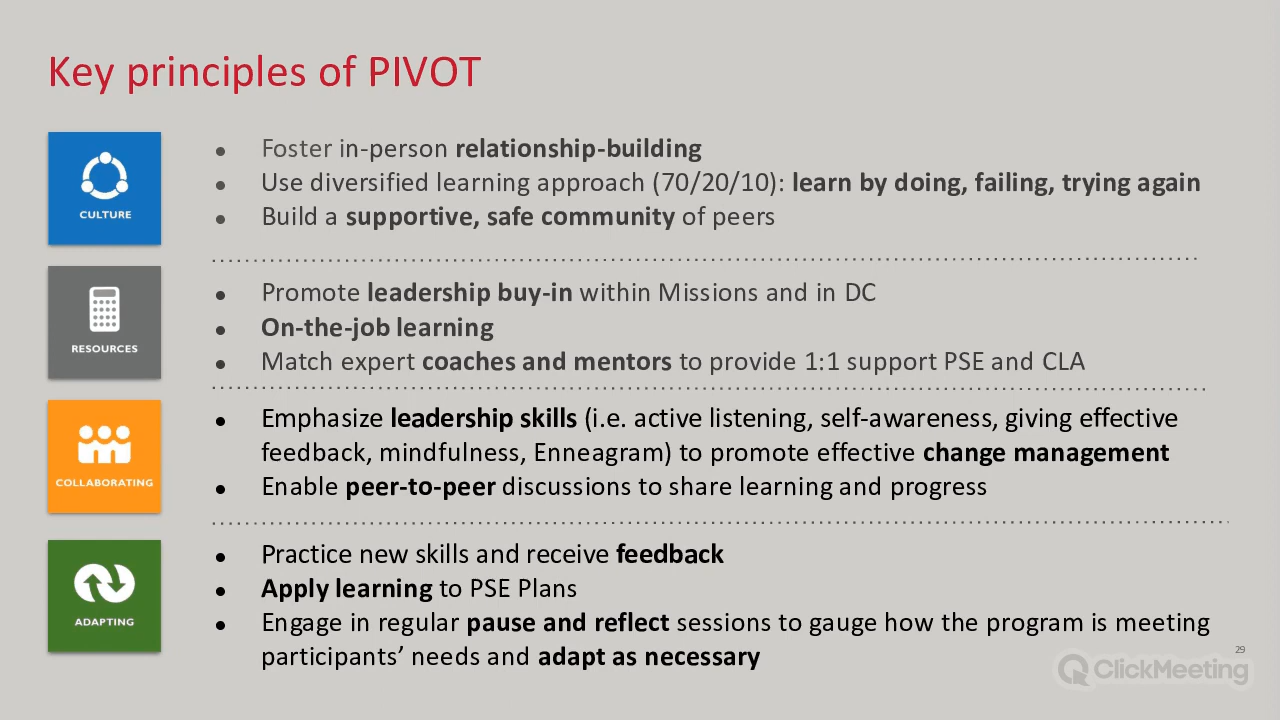 Key principles of PIVOT
CULTURE
● Foster in-person relationship-building
● Use diversified learning approach (70/20/10): learn by doing, failing, trying again
● Build a supportive, safe community of peers
RESOURCES
● Promote leadership buy-in within Missions and in DC
● On-the-job learning
● Match expert coaches and mentors to provide 1:1 support PSE and CLA
COLLABORATING
● Emphasize leadership skills (i.e. active listening, self-awareness, giving effective
feedback, mindfulness, Enneagram) to promote effective change management
● Enable peer-to-peer discussions to share learning and progress
ADAPTING
● Practice new skills and receive feedback
● Apply learning to PSE Plans
● Engage in regular pause and reflect sessions to gauge how the program is meeting
participants’ needs and adapt as necessary
29
ClickMeeting